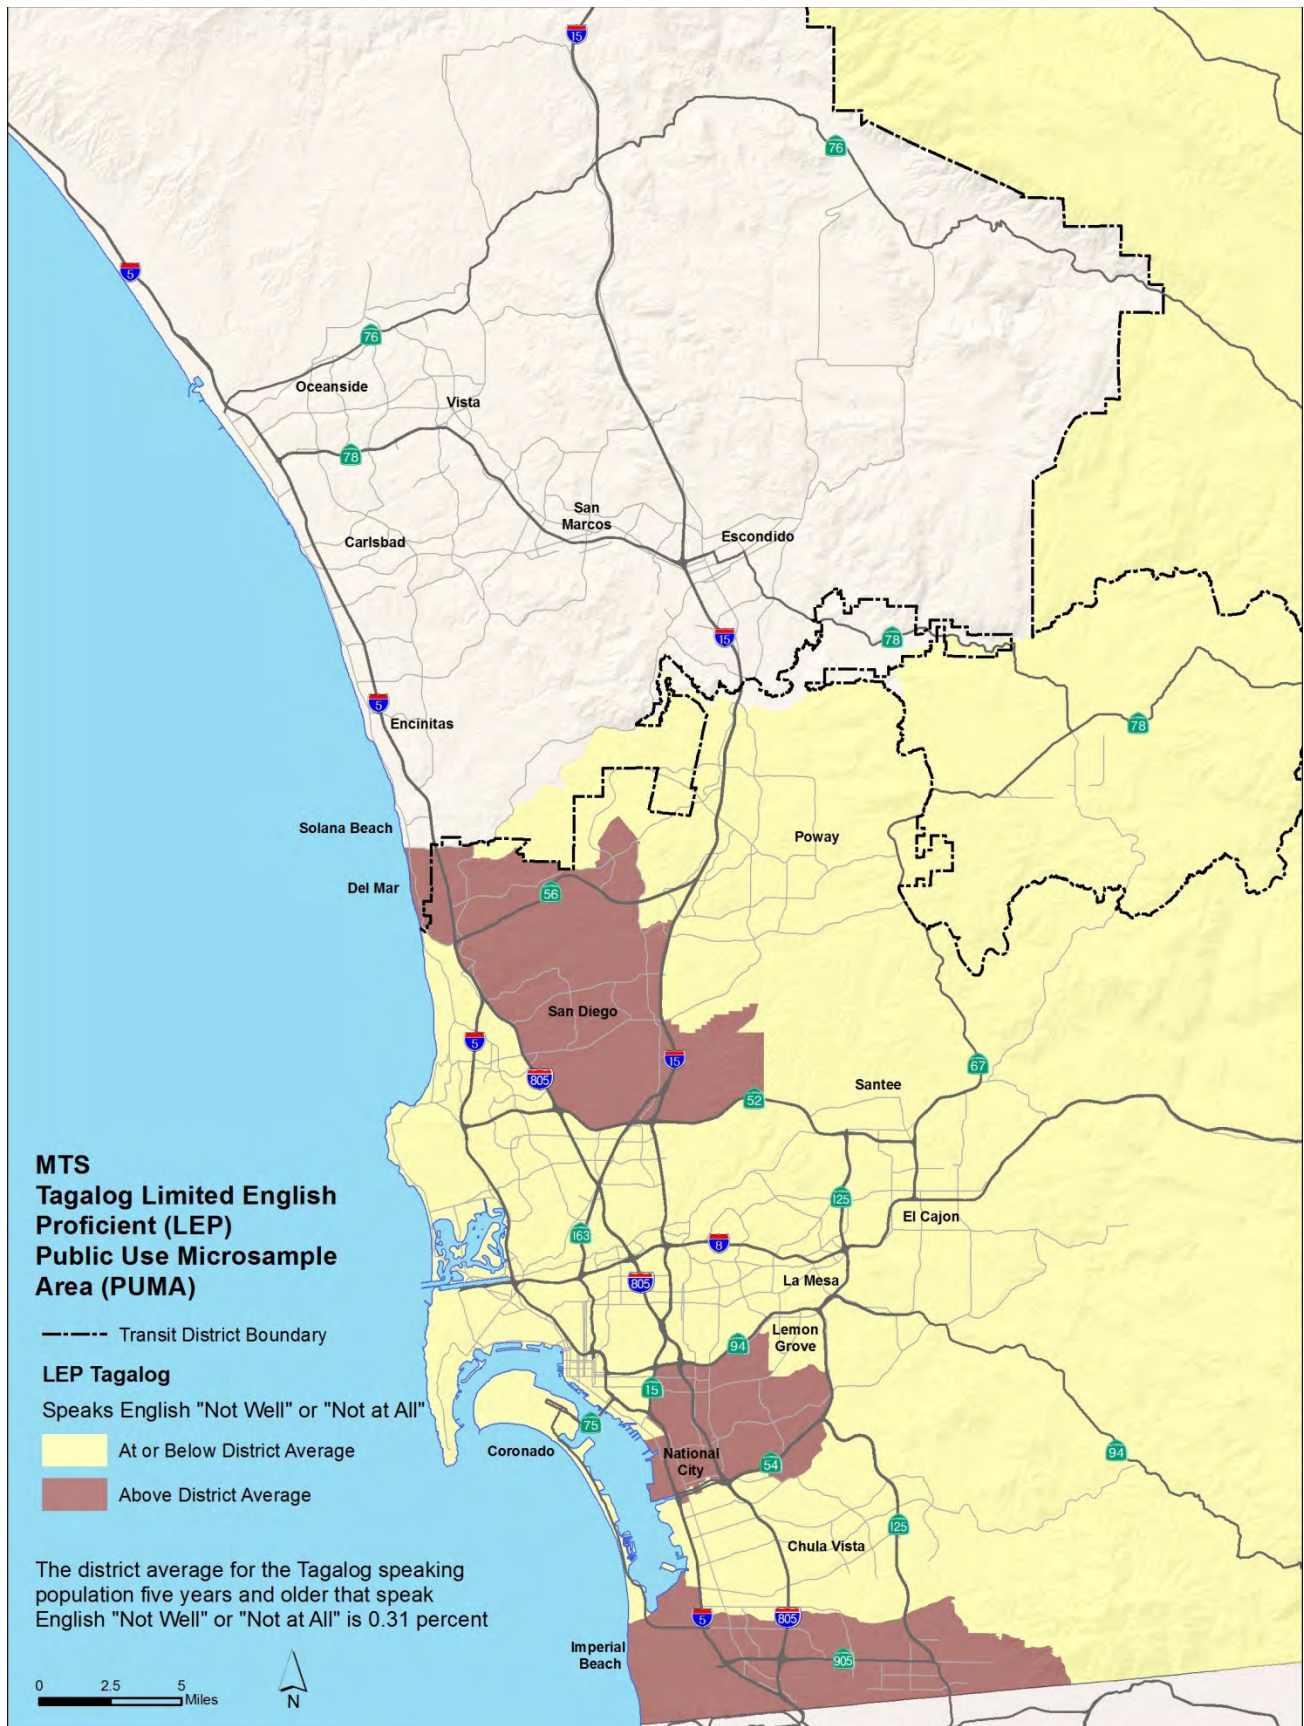 15
76
5
76
Oceanside
Vista
78
San
Marcos
Escondido
Carlsbad
15
78
5
Encinitas
78
Solana Beach
Poway
Del Mar
56
San Diego
5
15
67
805
Santee
52
MTS
Tagalog Limited English
Proficient (LEP)
Public Use Microsample
Area (PUMA)
Transit District Boundary
LEP Tagalog
Speaks English "Not Well" or "Not at All"
At or Below District Average
Above District Average
The district average for the Tagalog speaking
population five years and older that speak
English "Not Well" or "Not at All" is 0.31 percent
0 2.5 5
Miles
N
125
El Cajon
163
8
805
La Mesa
Lemon
Grove
94
15
75
Coronado
National
City
54
94
125
Chula Vista
5
805
Imperial
Beach
905